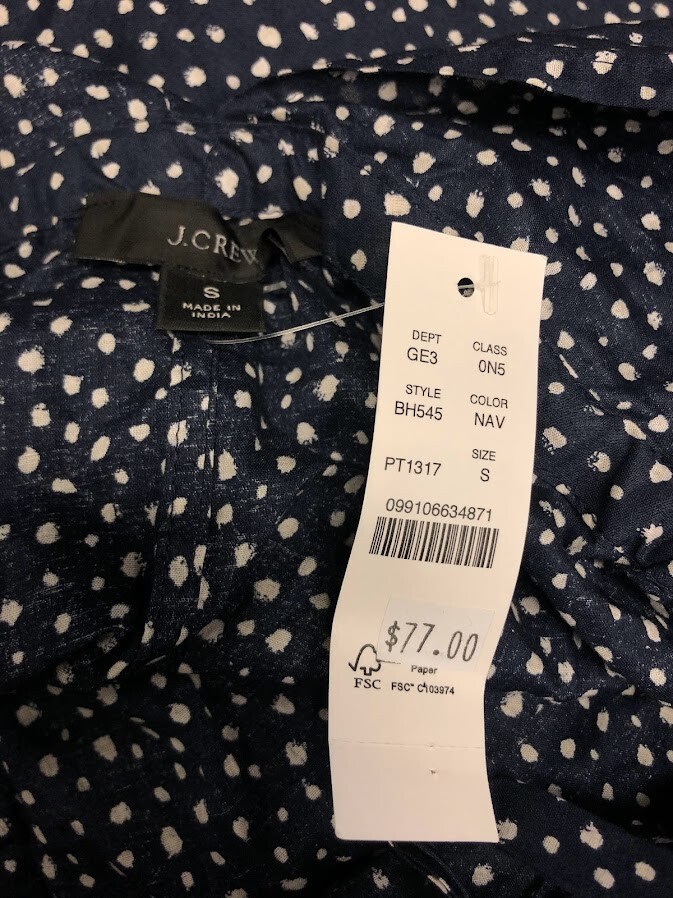 J.CREW
S
MADE IN
INDIA
DEPT CLASS
GE3 0N5
STYLE COLOR
BH545 NAV
SIZE
PT1317 S
099106634871
$77.00
Paper
FSC FSC™ C103974